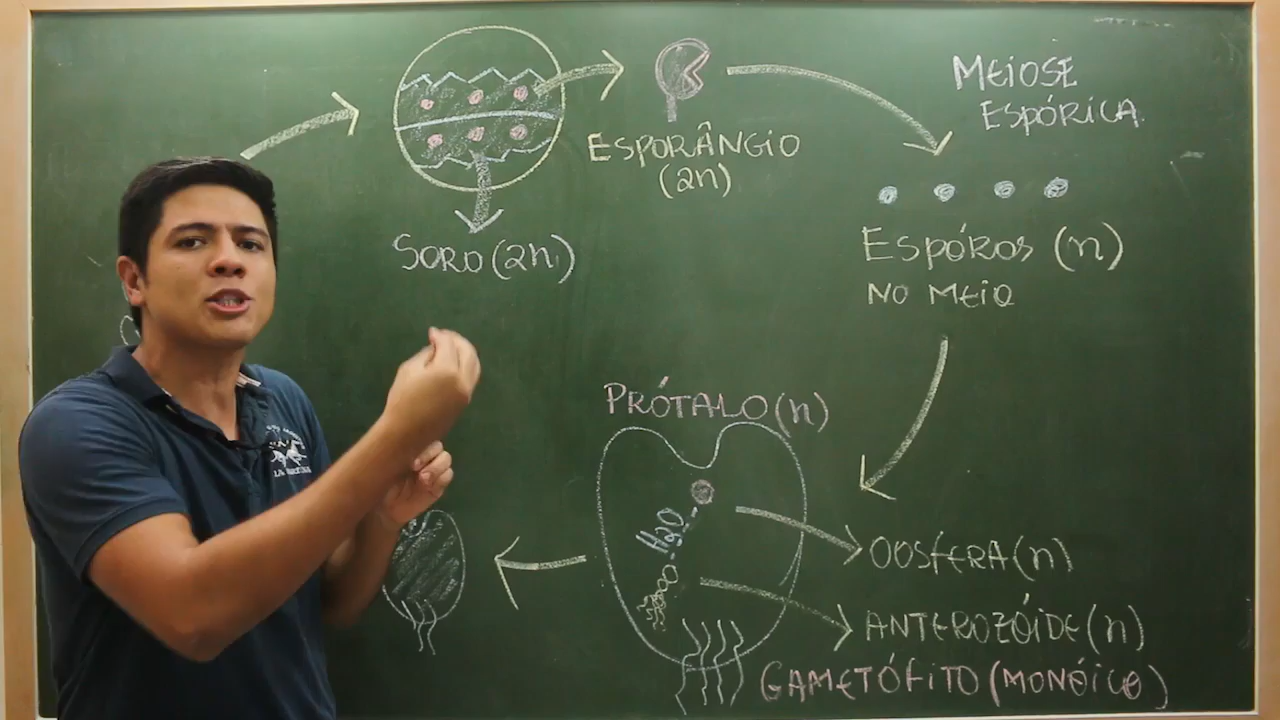 MEIOSE
ESPÓRICA
ESPORÂNGIO
(2n)
SORO (2n)
ESPÓROS (n)
NO MEIO
PRÓTALO (n)
H2O
OOSFERA (n)
ANTEROZÓIDE (n)
GAMETÓFITO (MONÓICO)